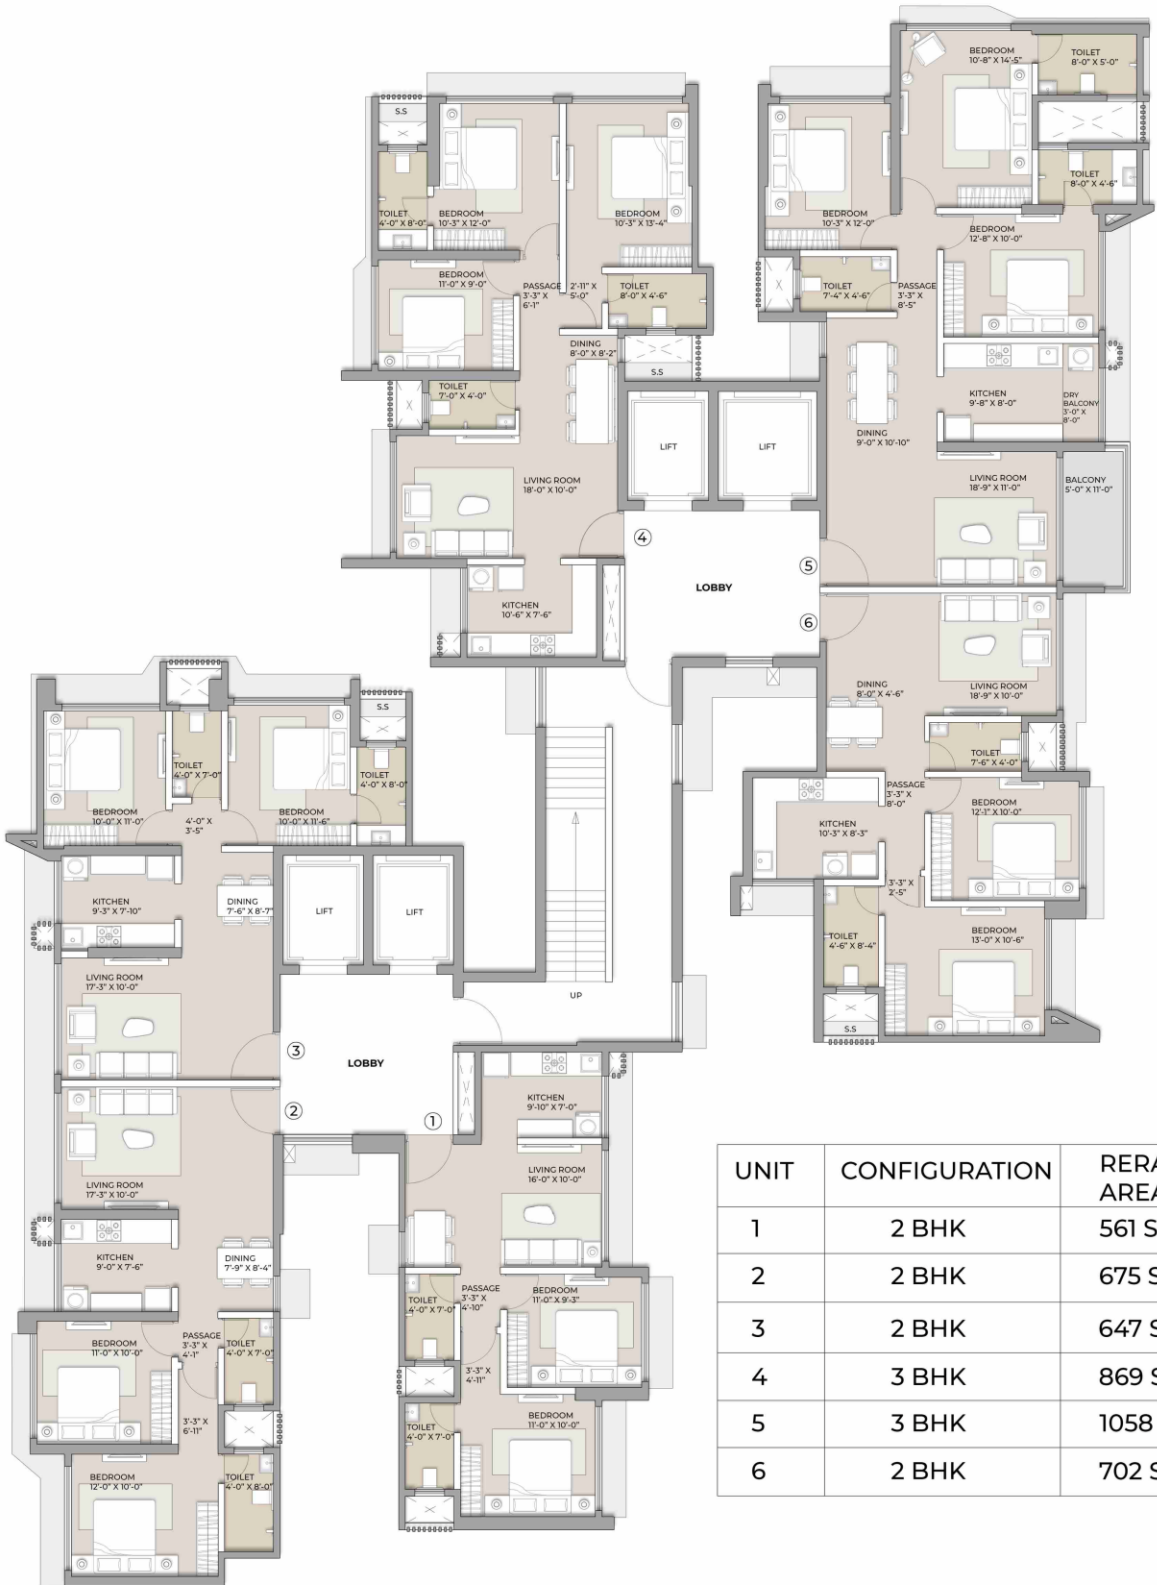 BEDROOM
10'-8" X 14'-5"
TOILET
8'-0" X 5'-0"
S.S
TOILET
4'-0" X 8'-0"
BEDROOM
10'-3" X 12'-0"
BEDROOM
10'-3" X 13'-4"
BEDROOM
10'-3" X 12'-0"
TOILET
8'-0" X 4'-6"
BEDROOM
12'-8" X 10'-0"
BEDROOM
11'-0" X 9'-0"
PASSAGE
3'-3" X
6'-1"
2'-11" X
5'-0"
TOILET
8'-0" X 4'-6"
TOILET
7'-4" X 4'-6"
PASSAGE
3'-3" X
8'-5"
DINING
8'-0" X 8'-2"
S.S
TOILET
7'-0" X 4'-0"
KITCHEN
9'-8" X 8'-0"
DRY
BALCONY
3'-0" X
8'-0"
DINING
9'-0" X 10'-10"
LIFT
LIFT
LIVING ROOM
18'-0" X 10'-0"
LIVING ROOM
18'-9" X 11'-0"
BALCONY
5'-0" X 11'-0"
4
5
LOBBY
6
KITCHEN
10'-6" X 7'-6"
DINING
8'-0" X 4'-6"
LIVING ROOM
18'-9" X 10'-0"
S.S
TOILET
4'-0" X 7'-0"
TOILET
4'-0" X 8'-0"
TOILET
7'-6" X 4'-0"
BEDROOM
10'-0" X 11'-0"
4'-0" X
3'-5"
BEDROOM
10'-0" X 11'-6"
PASSAGE
3'-3" X
8'-0"
BEDROOM
12'-1" X 10'-0"
KITCHEN
10'-3" X 8'-3"
KITCHEN
9'-3" X 7'-10"
DINING
7'-6" X 8'-7"
LIFT
LIFT
3'-3" X
2'-5"
TOILET
4'-6" X 8'-4"
BEDROOM
13'-0" X 10'-6"
LIVING ROOM
17'-3" X 10'-0"
UP
S.S
3
LOBBY
2
1
KITCHEN
9'-10" X 7'-0"
LIVING ROOM
17'-3" X 10'-0"
LIVING ROOM
16'-0" X 10'-0"
KITCHEN
9'-0" X 7'-6"
DINING
7'-9" X 8'-4"
TOILET
4'-0" X 7'-0"
PASSAGE
3'-3" X
4'-10"
BEDROOM
11'-0" X 9'-3"
BEDROOM
11'-0" X 10'-0"
PASSAGE
3'-3" X
4'-1"
TOILET
4'-0" X 7'-0"
3'-3" X
4'-11"
3'-3" X
6'-11"
TOILET
4'-0" X 7'-0"
BEDROOM
11'-0" X 10'-0"
BEDROOM
12'-0" X 10'-0"
TOILET
4'-0" X 8'-0"
UNIT CONFIGURATION RERA
AREA
1 2 BHK 561 S
2 2 BHK 675 S
3 2 BHK 647 S
4 3 BHK 869 S
5 3 BHK 1058
6 2 BHK 702 S